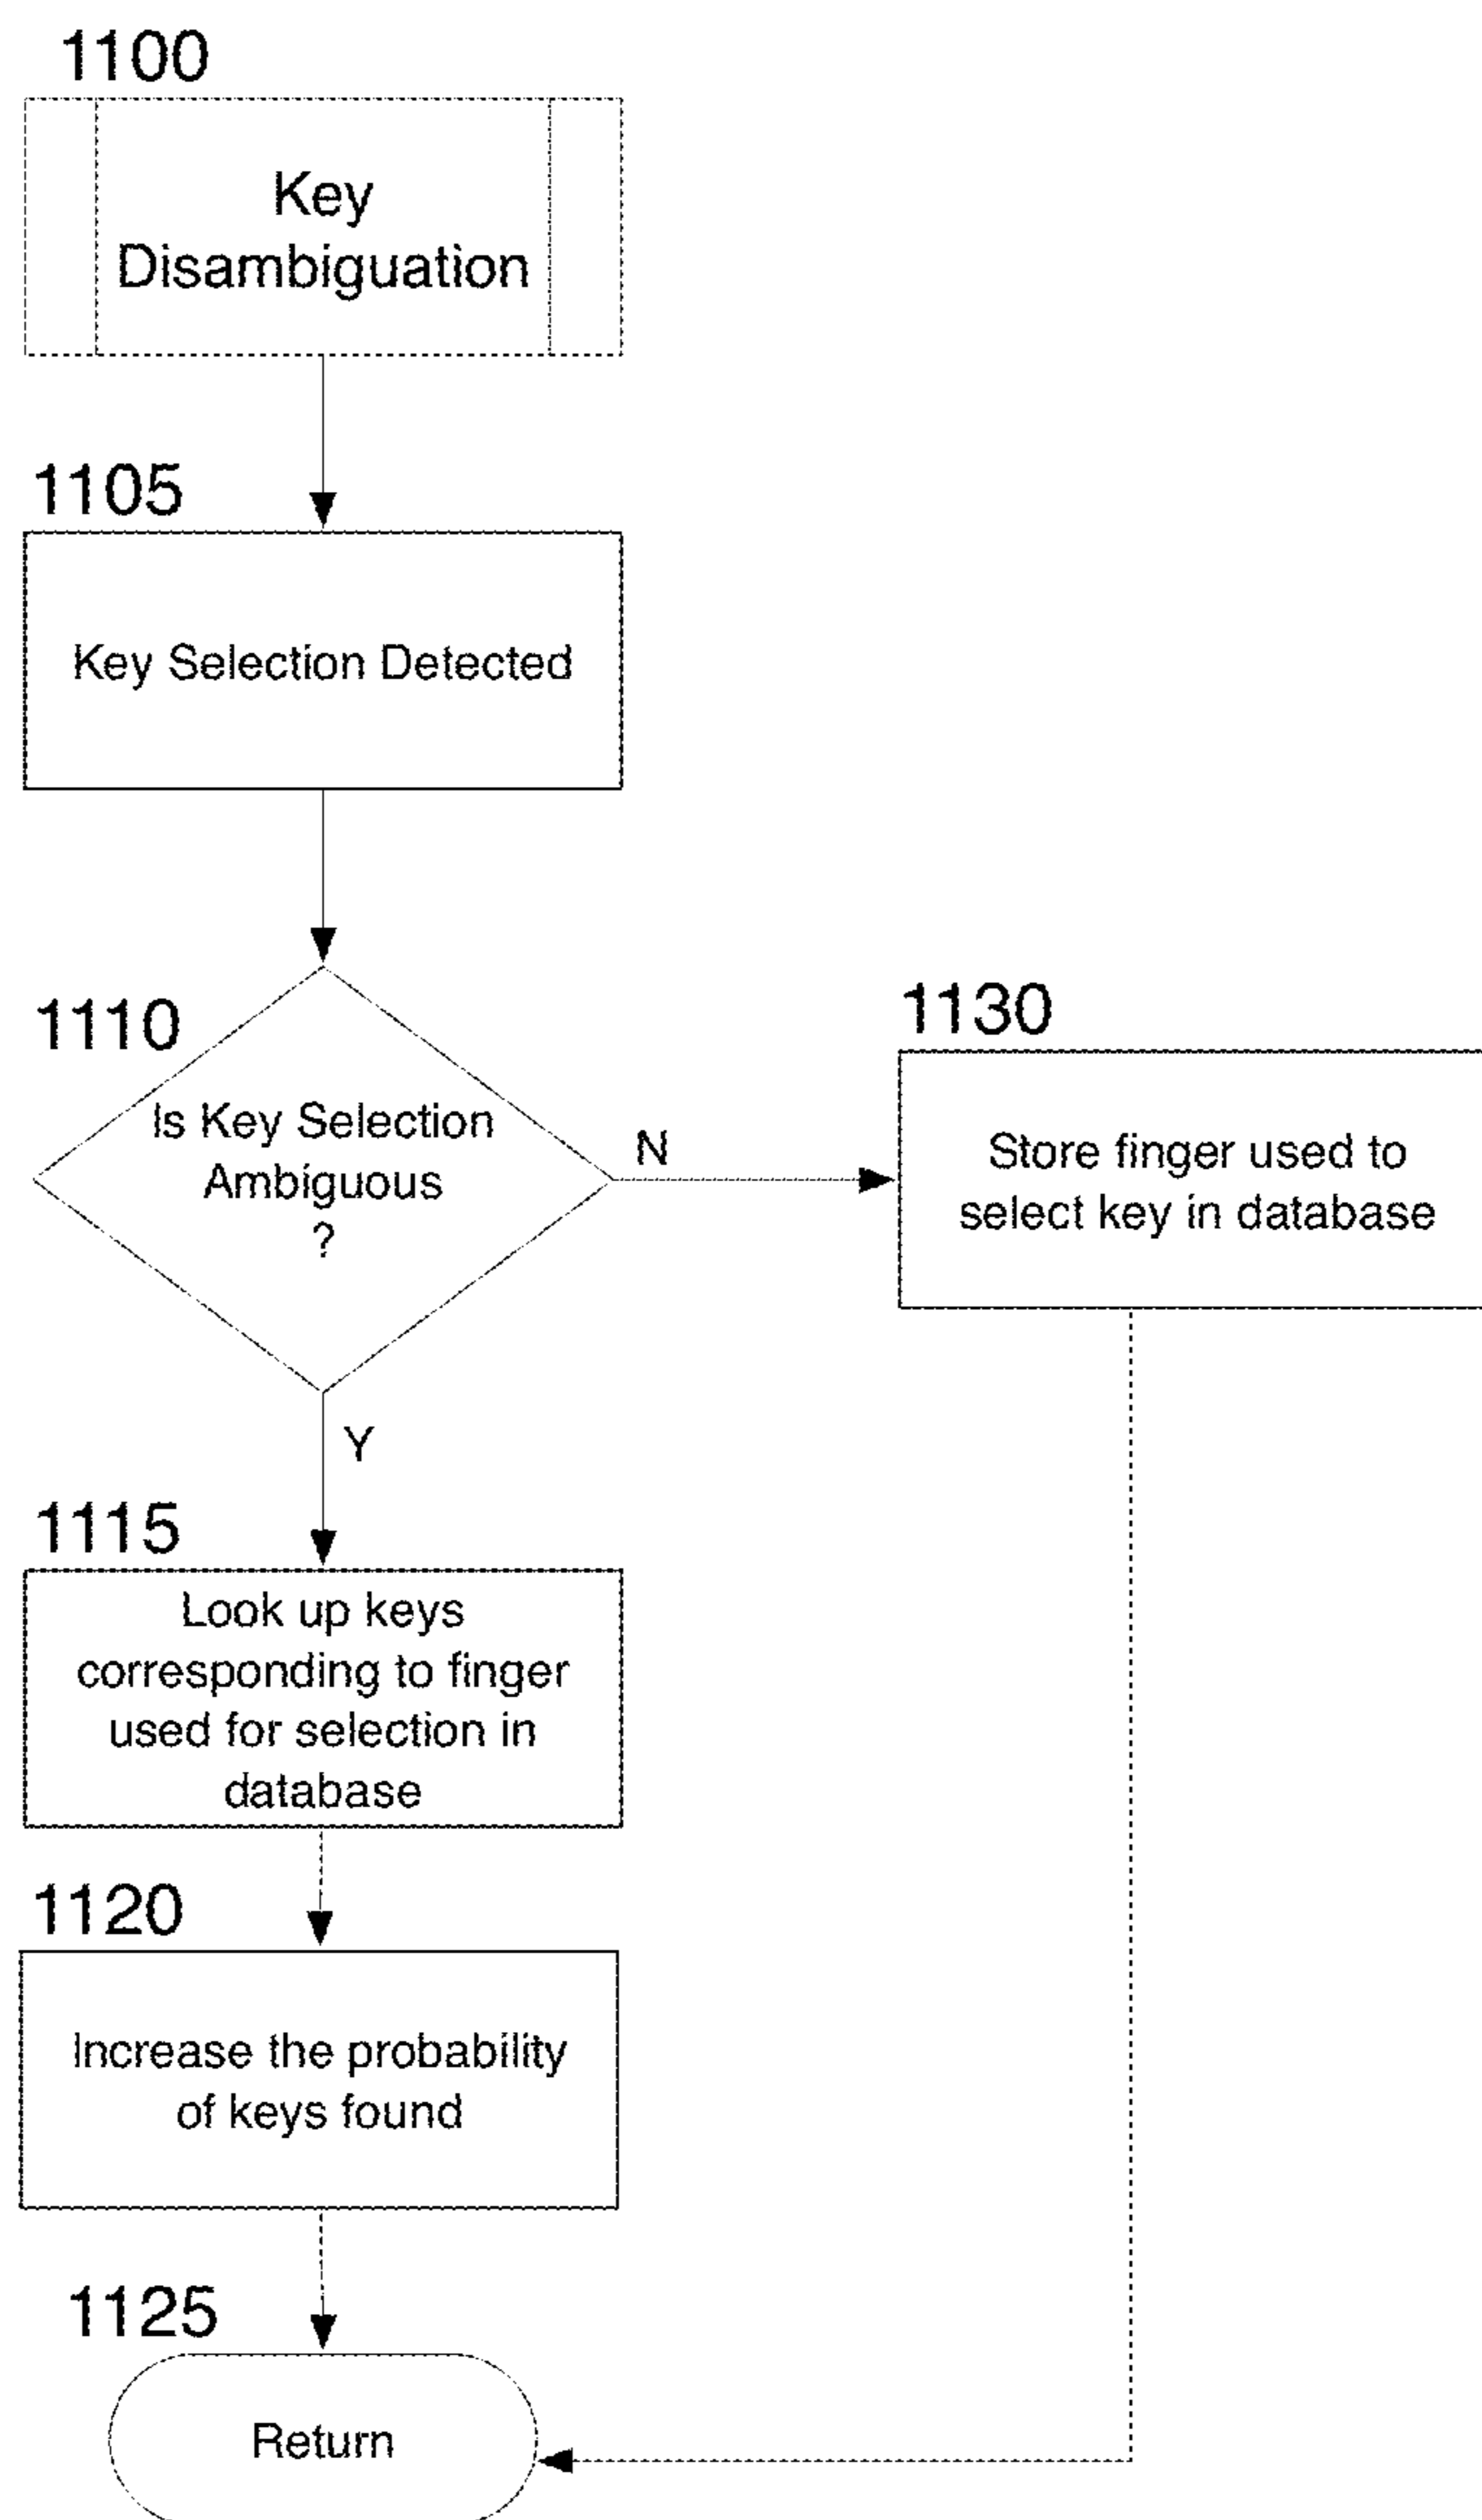 1100
Key
Disambiguation
1105
Key Selection Detected
1110
Is Key Selection
Ambiguous
?
N
1130
Store finger used to
select key in database
Y
1115
Look up keys
corresponding to finger
used for selection in
database
1120
Increase the probability
of keys found
1125
Return